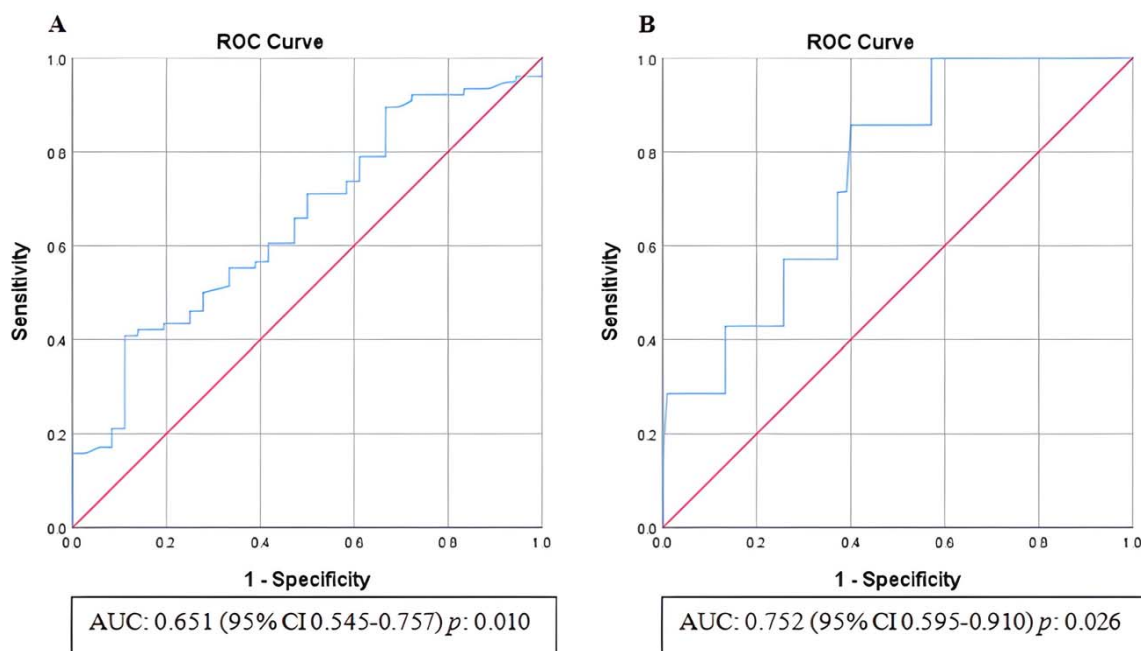 A
ROC Curve
1.0
0.8
0.6
0.4
0.2
0.0
0.0 0.2 0.4 0.6 0.8 1.0
Sensitivity
1 - Specificity
AUC: 0.651 (95% CI 0.545-0.757) p: 0.010
B
ROC Curve
1.0
0.8
0.6
0.4
0.2
0.0
0.0 0.2 0.4 0.6 0.8 1.0
Sensitivity
1 - Specificity
AUC: 0.752 (95% CI 0.595-0.910) p: 0.026